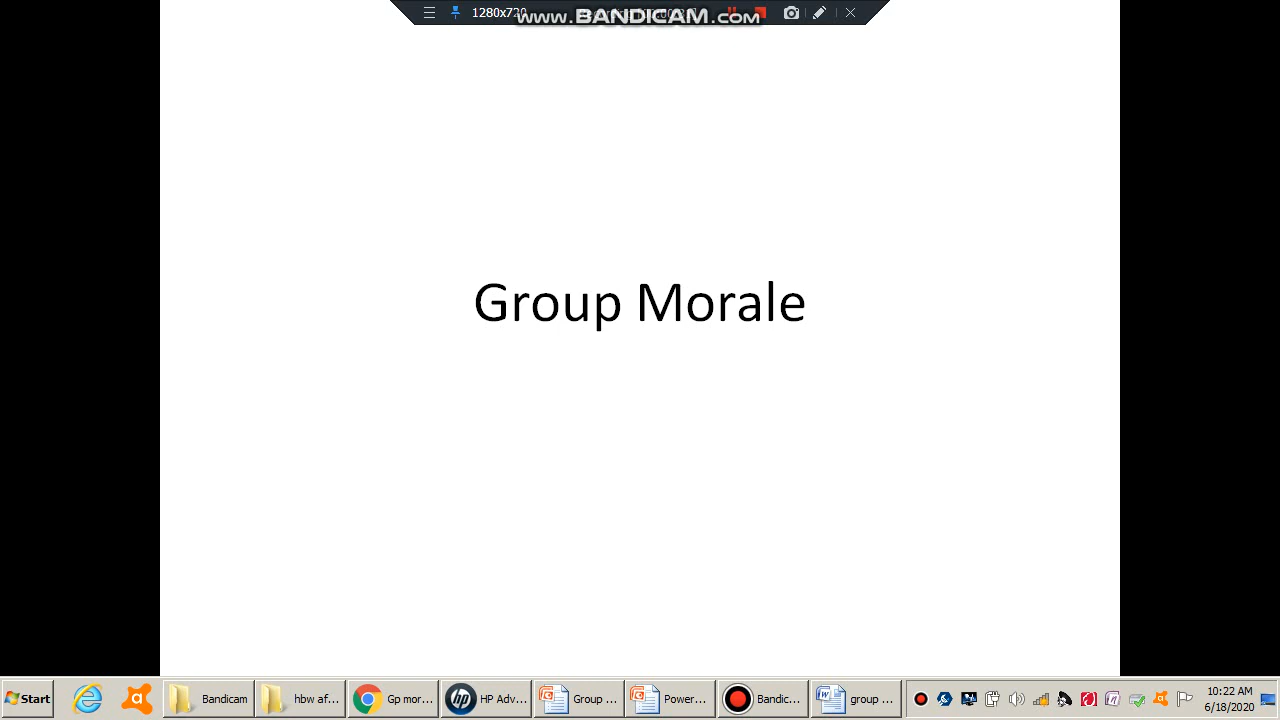 1280x720
www.BANDICAM.com
Group Morale
Start
Bandicam
hbw af...
Gp mor...
HP Adv...
Group ...
Power...
Bandic...
group ...
10:22 AM
6/18/2020